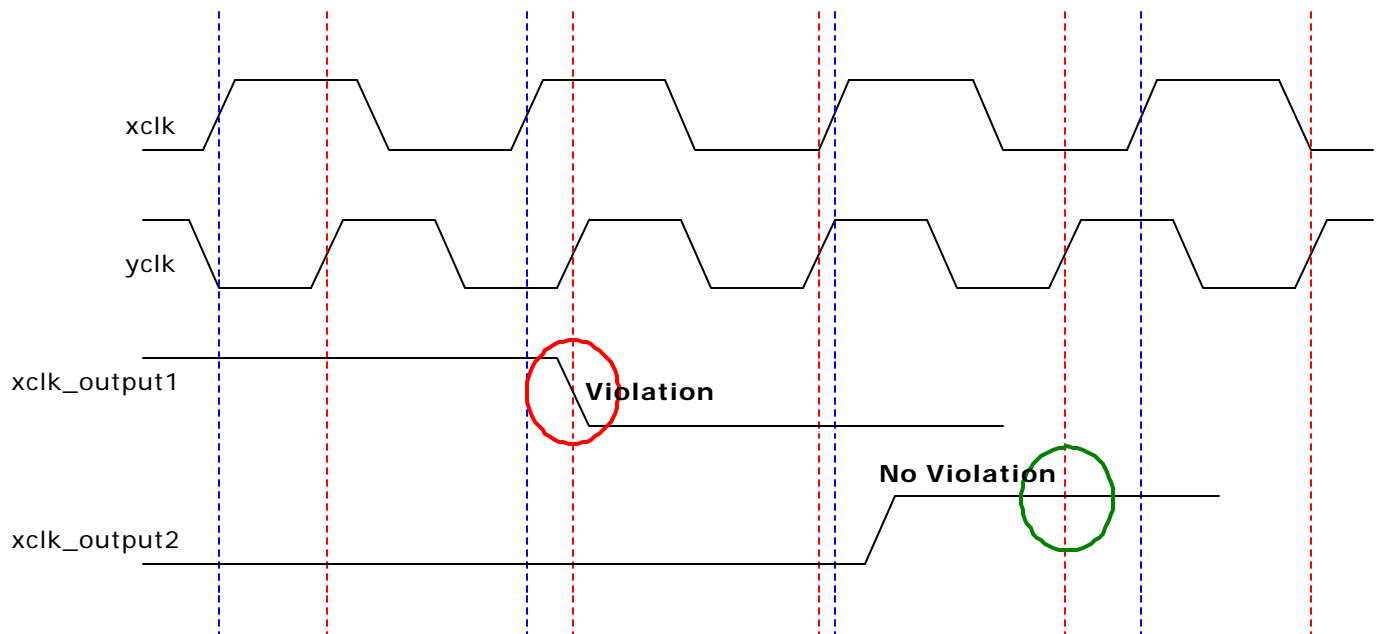 xclk
yclk
xclk_output1
Violation
No Violation
xclk_output2